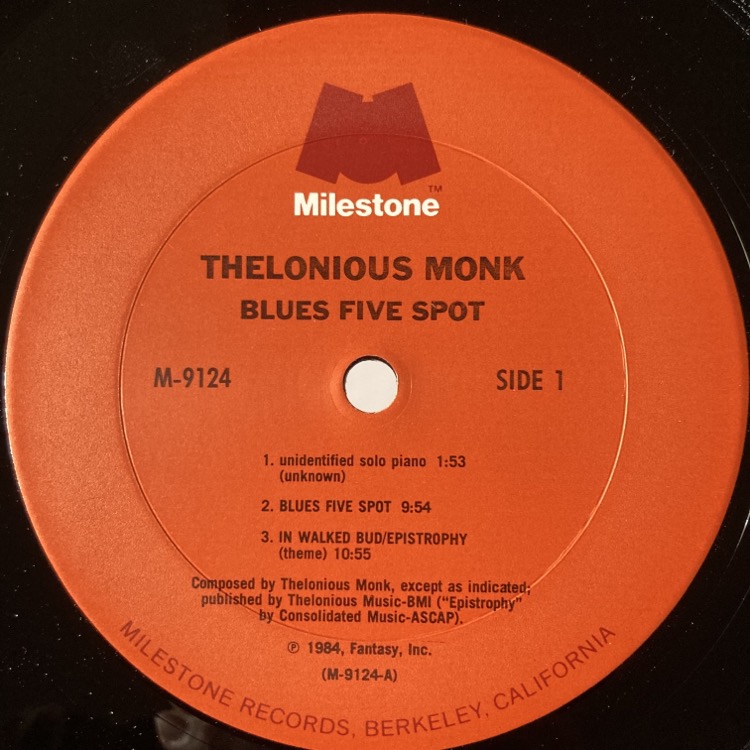 ™
Milestone
THELONIOUS MONK
BLUES FIVE SPOT
M-9124
SIDE 1
1. unidentified solo piano 1:53
(unknown)
2. BLUES FIVE SPOT 9:54
3. IN WALKED BUD/EPISTROPHY
(theme) 10:55
Composed by Thelonious Monk, except as indicated;
published by Thelonious Music-BMI ("Epistrophy"
by Consolidated Music-ASCAP).
℗ 1984, Fantasy, Inc.
(M-9124-A)
MILESTONE RECORDS, BERKELEY, CALIFORNIA